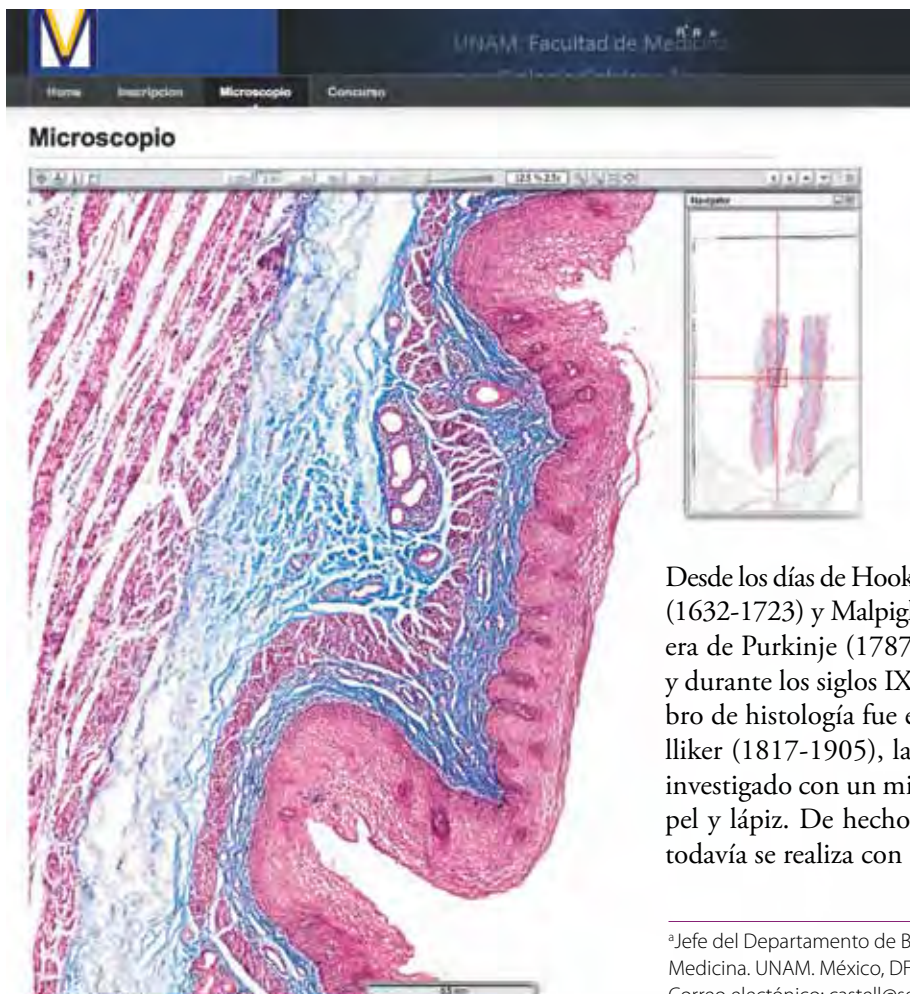 UNAM. Facultad de Medicina
Home Inscripcion Microscopio Concurso
Microscopio
Navigator
Desde los días de Hook
(1632-1723) y Malpigh
era de Purkinje (1787
y durante los siglos IX
bro de histología fue e
lliker (1817-1905), la
investigado con un mi
pel y lápiz. De hecho
todavía se realiza con
ªJefe del Departamento de B
Medicina. UNAM. México, DF